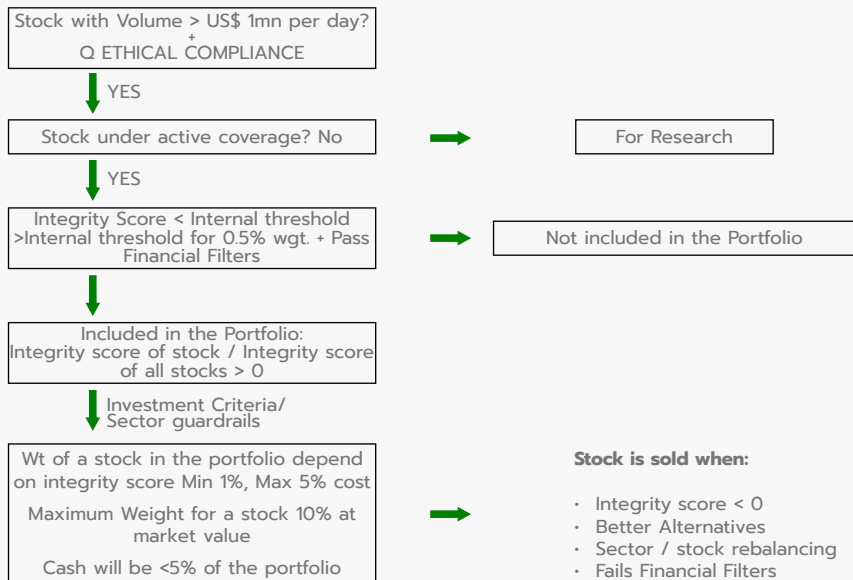 Stock with Volume > US$ 1mn per day?
+
Q ETHICAL COMPLIANCE
YES
Stock under active coverage? No
For Research
YES
Integrity Score < Internal threshold
>Internal threshold for 0.5% wgt. + Pass
Financial Filters
Not included in the Portfolio
Included in the Portfolio:
Integrity score of stock / Integrity score
of all stocks > 0
Investment Criteria/
Sector guardrails
Wt of a stock in the portfolio depend
on integrity score Min 1%, Max 5% cost
Maximum Weight for a stock 10% at
market value
Cash will be <5% of the portfolio
Stock is sold when:
• Integrity score < 0
• Better Alternatives
• Sector / stock rebalancing
• Fails Financial Filters